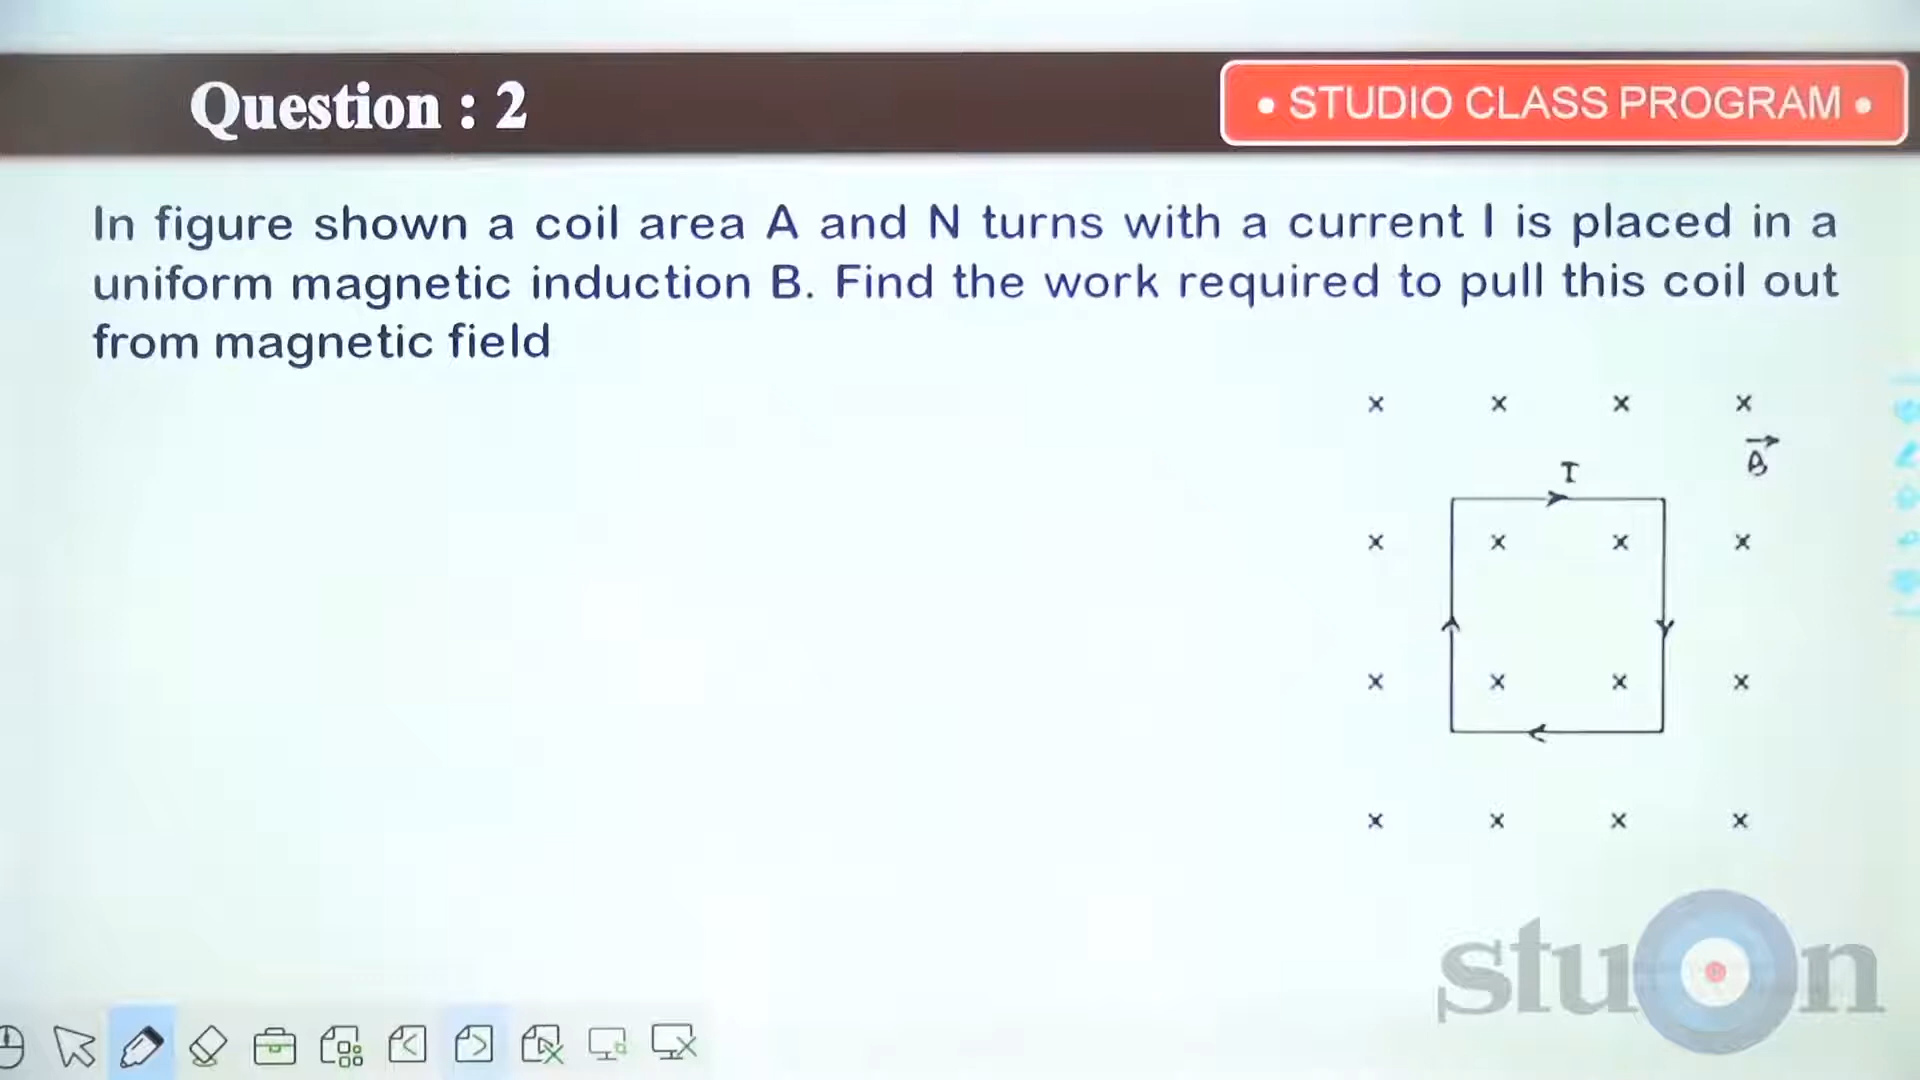 Question : 2
• STUDIO CLASS PROGRAM •
In figure shown a coil area A and N turns with a current I is placed in a
uniform magnetic induction B. Find the work required to pull this coil out
from magnetic field
× × × ×
B
I
× × × ×
× × × ×
× × × ×
stuon